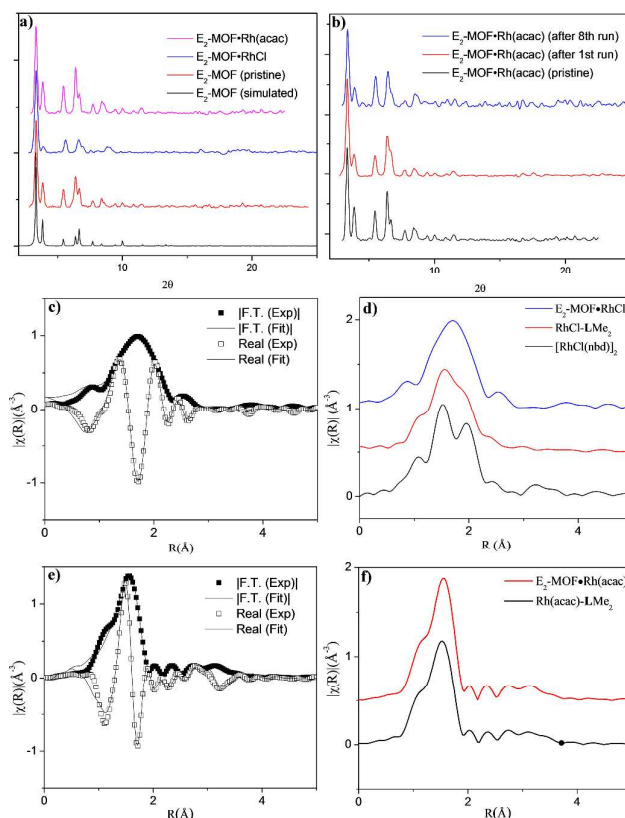 a)
E2-MOF•Rh(acac)
E2-MOF•RhCl
E2-MOF (pristine)
E2-MOF (simulated)
10
20
2θ
b)
E2-MOF•Rh(acac) (after 8th run)
E2-MOF•Rh(acac) (after 1st run)
E2-MOF•Rh(acac) (pristine)
10
20
2θ
c)
|F.T. (Exp)|
|F.T. (Fit)|
Real (Exp)
Real (Fit)
|χ(R)|(Å⁻³)
1
0
-1
0
2
4
R(Å)
d)
E2-MOF•RhCl
RhCl-LMe2
[RhCl(nbd)]2
|χ(R)| (Å⁻³)
2
1
0
0
2
4
R (Å)
e)
|F.T. (Exp)|
|F.T. (Fit)|
Real (Exp)
Real (Fit)
|χ(R)|(Å⁻³)
1
0
-1
0
2
4
R(Å)
f)
E2-MOF•Rh(acac)
Rh(acac)-LMe2
|χ(R)| (Å⁻³)
2
1
0
0
2
4
R(Å)